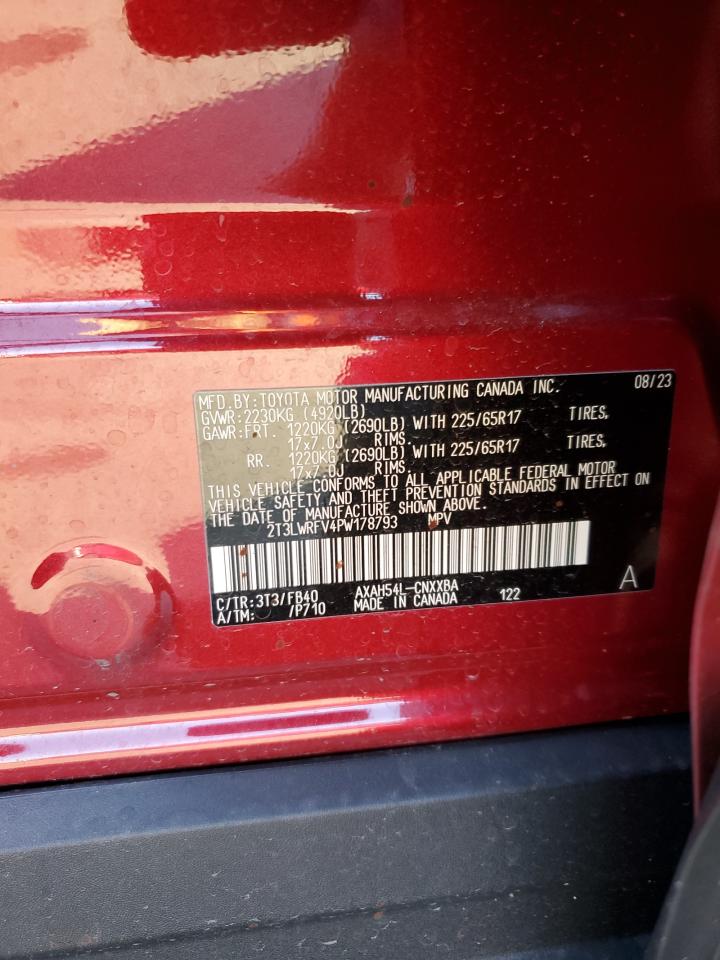 MFD.BY:TOYOTA MOTOR MANUFACTURING CANADA INC. 08/23
GVWR:2230KG (4920LB)
GAWR:FRT. 1220KG (2690LB) WITH 225/65R17 TIRES,
17x7.0J RIMS.
RR. 1220KG (2690LB) WITH 225/65R17 TIRES,
17x7.0J RIMS.
THIS VEHICLE CONFORMS TO ALL APPLICABLE FEDERAL MOTOR
VEHICLE SAFETY AND THEFT PREVENTION STANDARDS IN EFFECT ON
THE DATE OF MANUFACTURE SHOWN ABOVE.
2T3LWRFV4PW178793 MPV
C/TR:3T3/FB40 AXAH54L-CNXXBA 122 A
A/TM: /P710 MADE IN CANADA